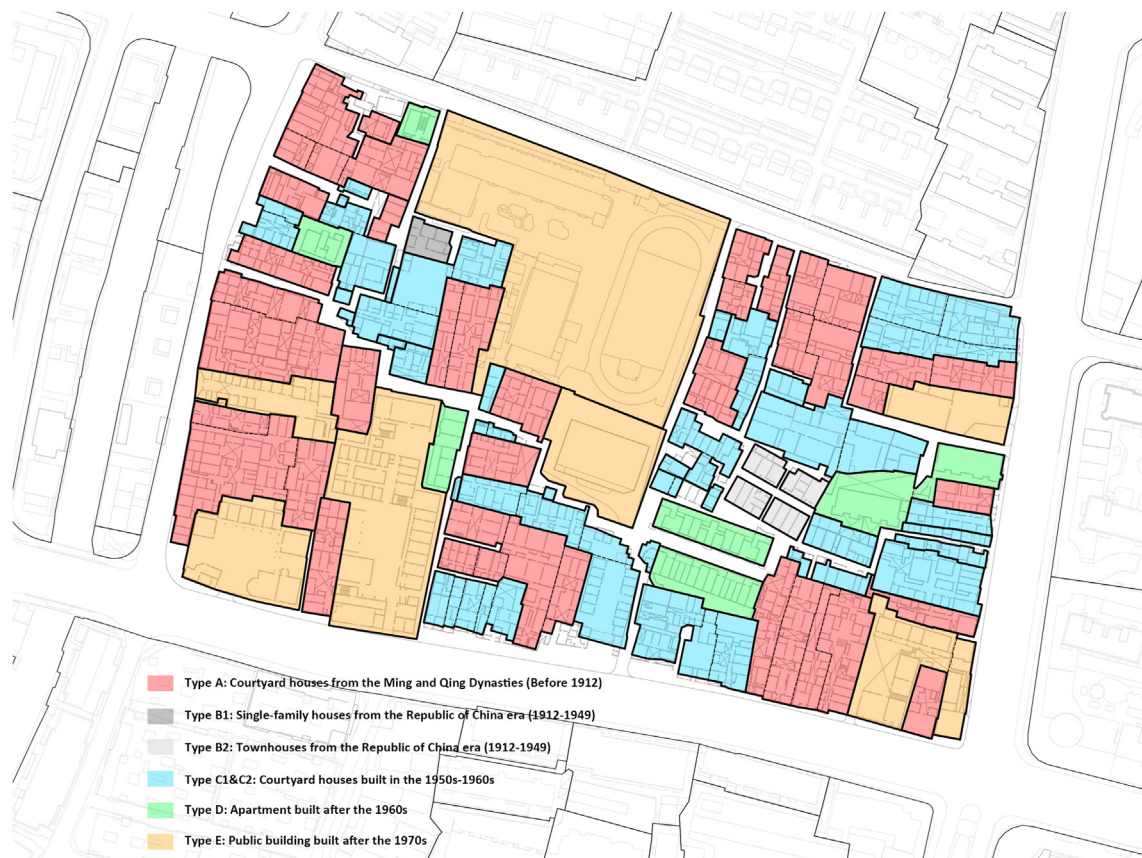 Type A: Courtyard houses from the Ming and Qing Dynasties (Before 1912)
Type B1: Single-family houses from the Republic of China era (1912-1949)
Type B2: Townhouses from the Republic of China era (1912-1949)
Type C1&C2: Courtyard houses built in the 1950s-1960s
Type D: Apartment built after the 1960s
Type E: Public building built after the 1970s